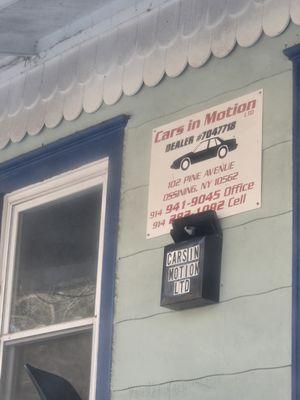 Cars in Motion
LTD
DEALER #7047718
102 PINE AVENUE
OSSINING, NY 10562
914 941-9045 Office
914 Cell
CARS IN
MOTION
LTD